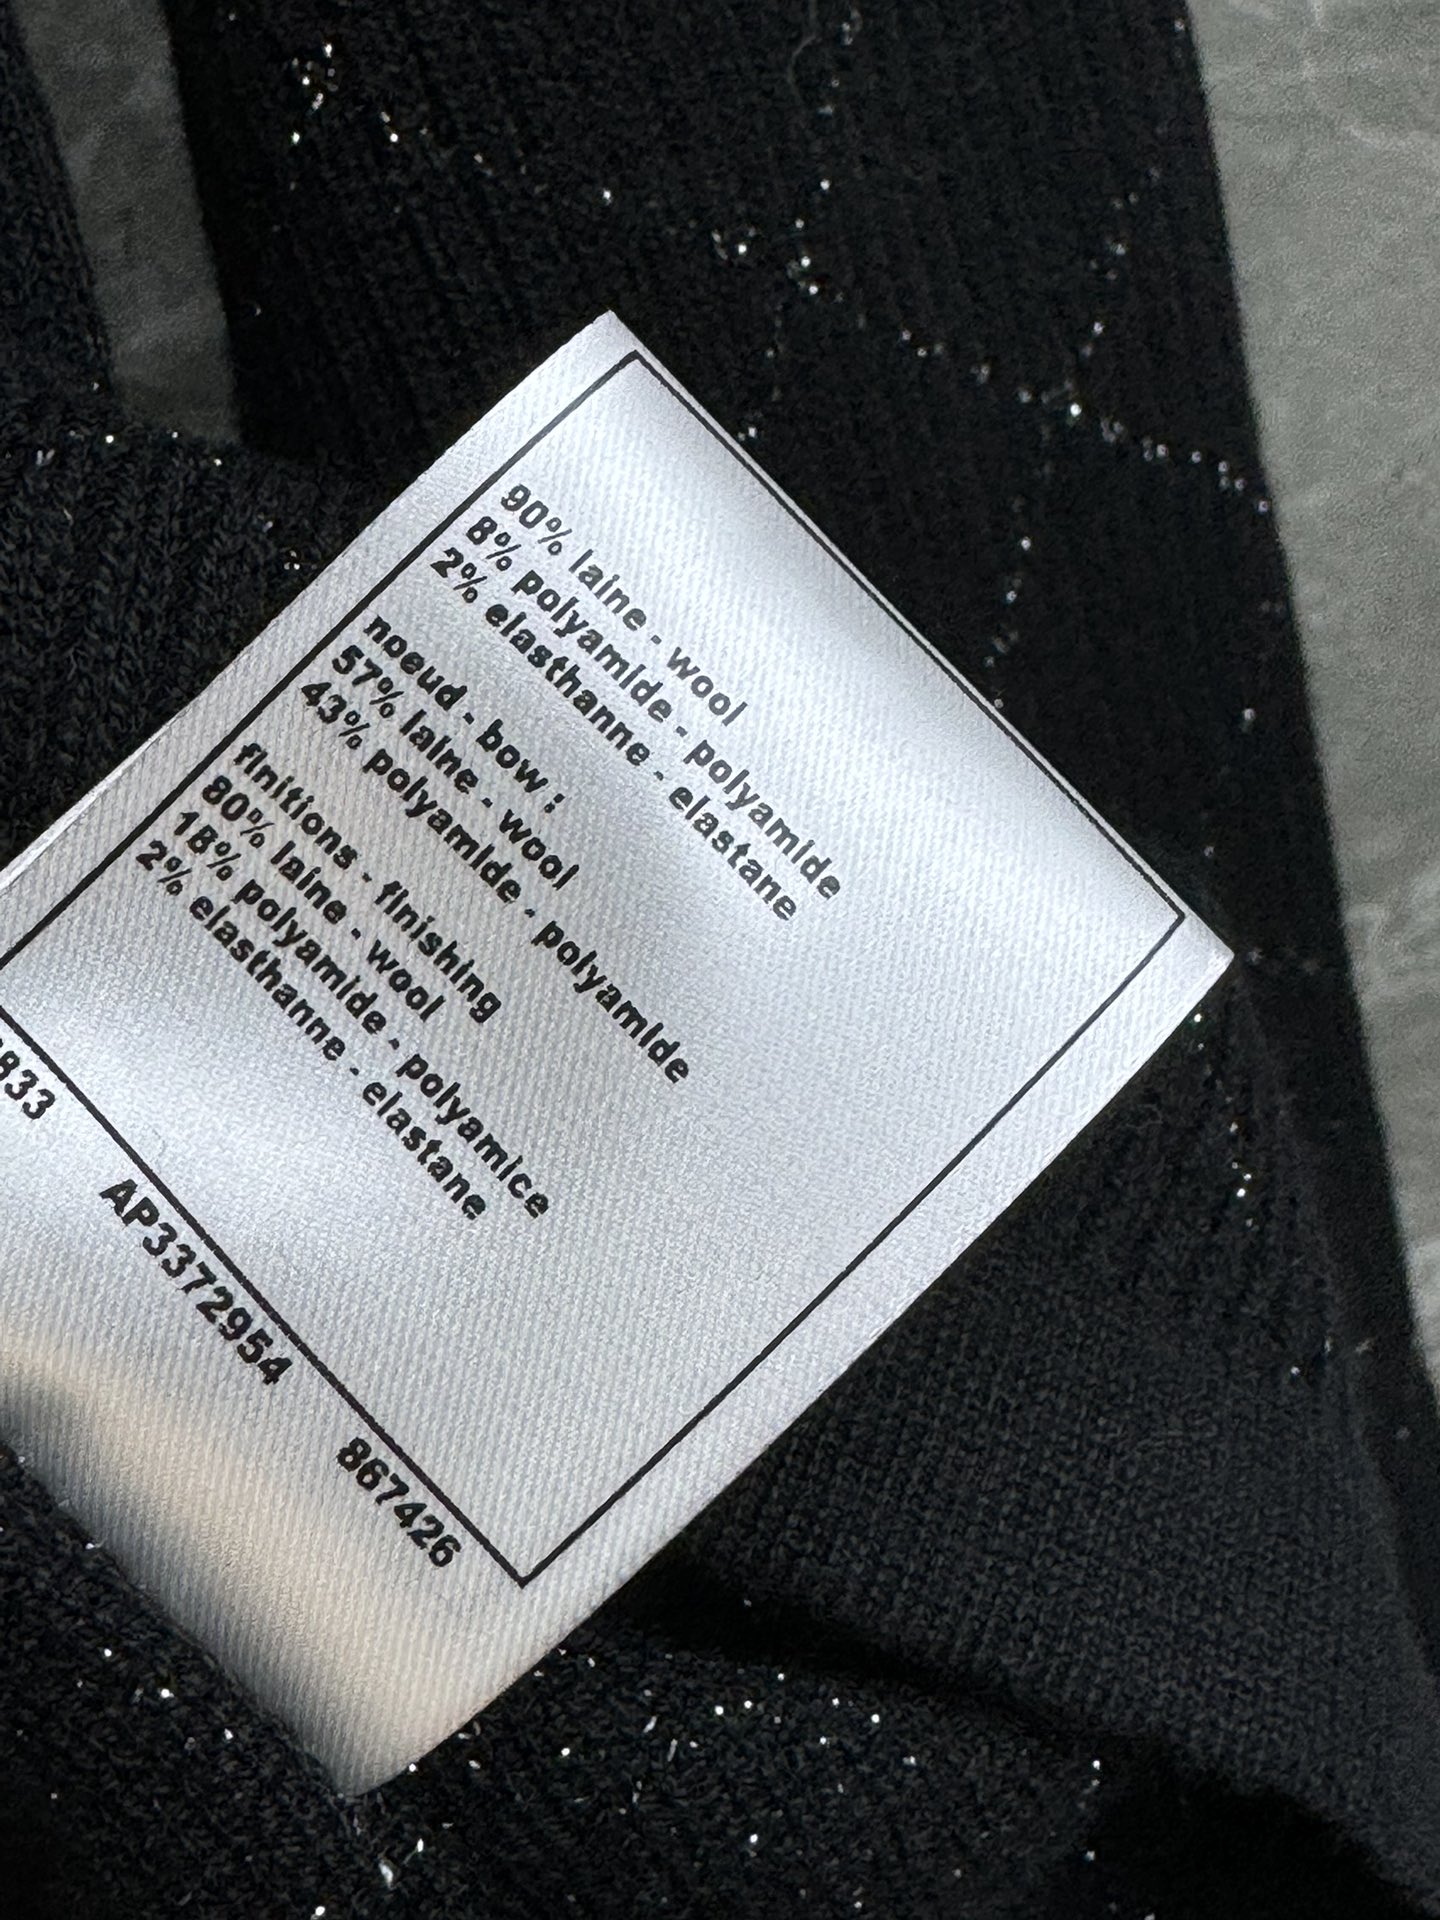 90% laine - wool
8% polyamide - polyamide
2% elasthanne - elastane
noeud - bow :
57% laine - wool
43% polyamide - polyamide
finitions - finishing
80% laine - wool
18% polyamide - polyamice
2% elasthanne - elastane
833 AP3372954 867426